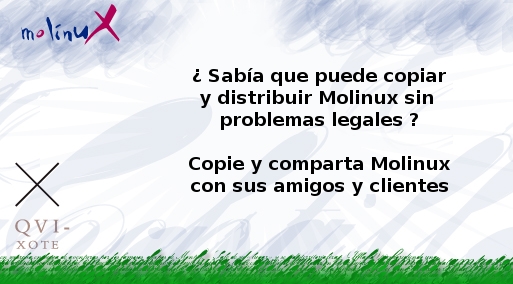 molinux
¿ Sabía que puede copiar
y distribuir Molinux sin
problemas legales ?
Copie y comparta Molinux
con sus amigos y clientes
QVI-
XOTE